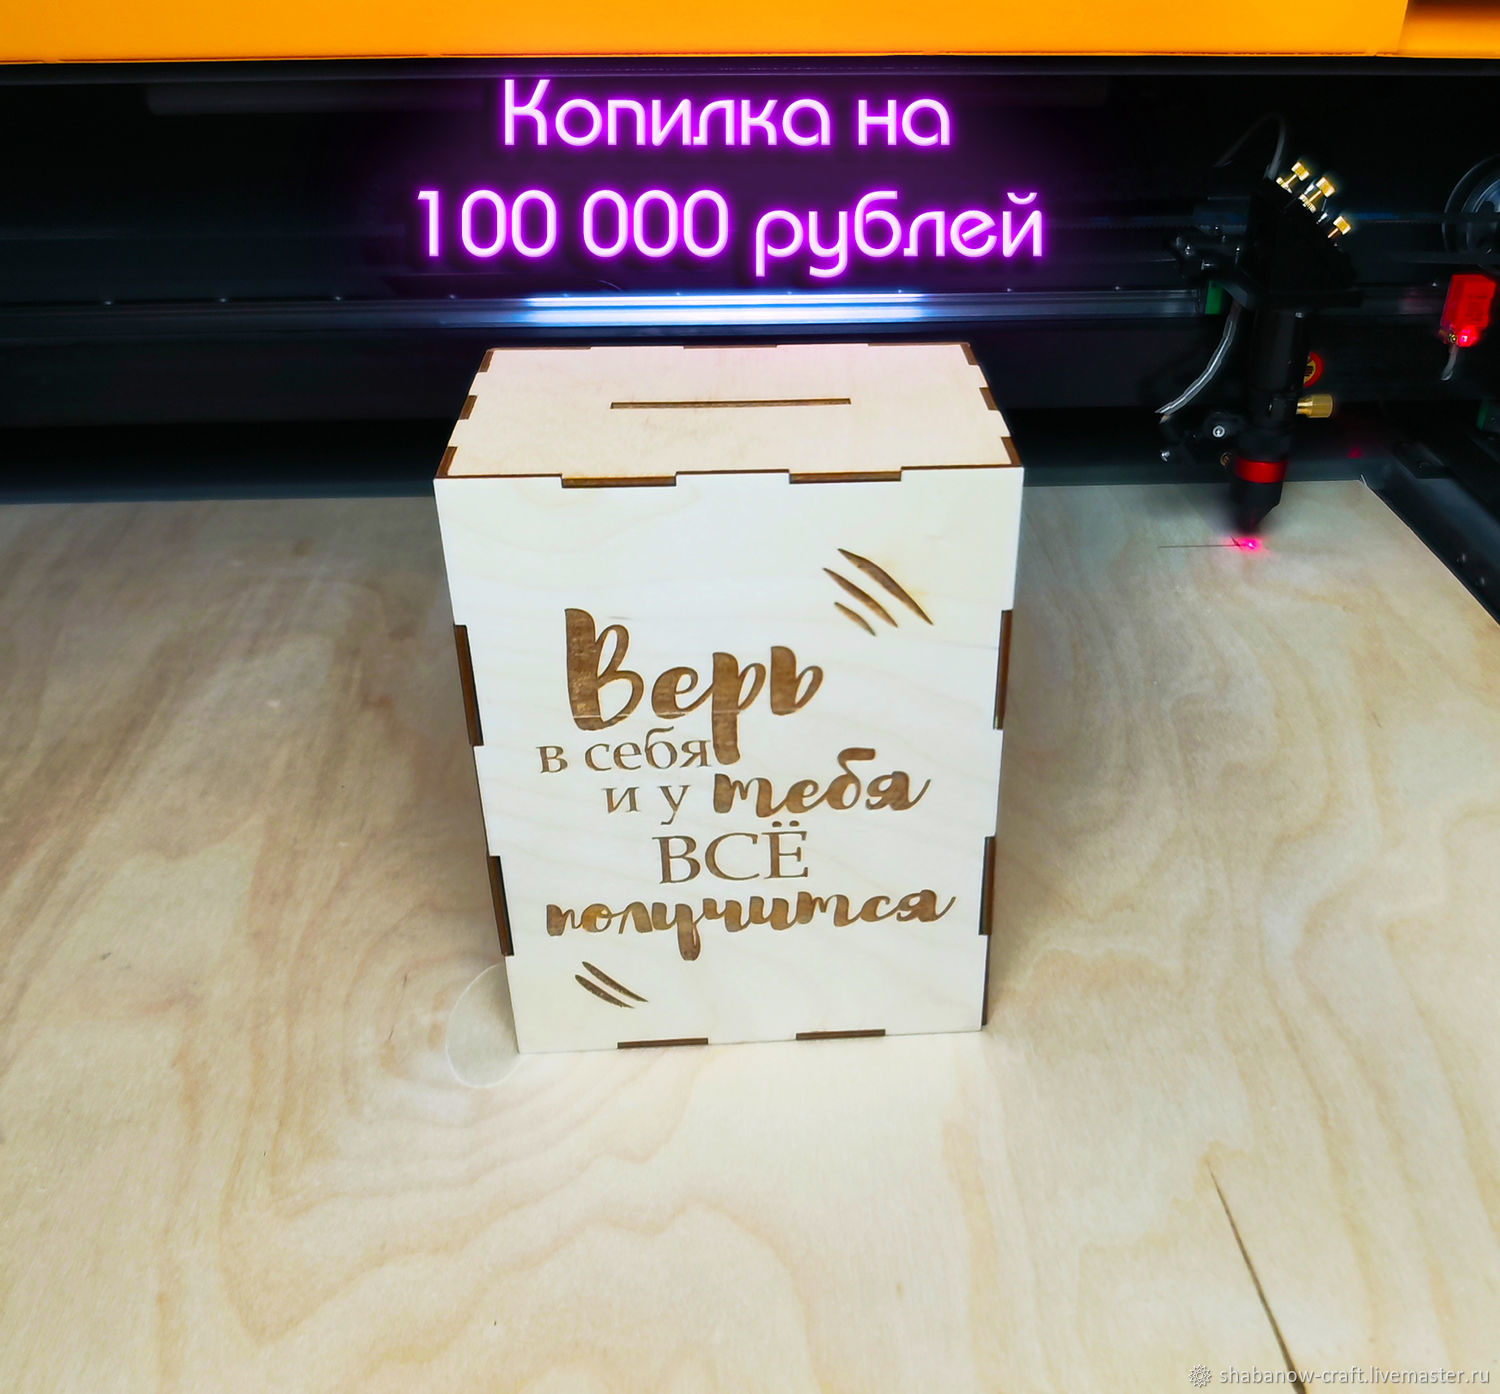 Копилка на
100 000 рублей
Верь
в себя
и у тебя
ВСЁ
получится
shabanow-craft.livemaster.ru